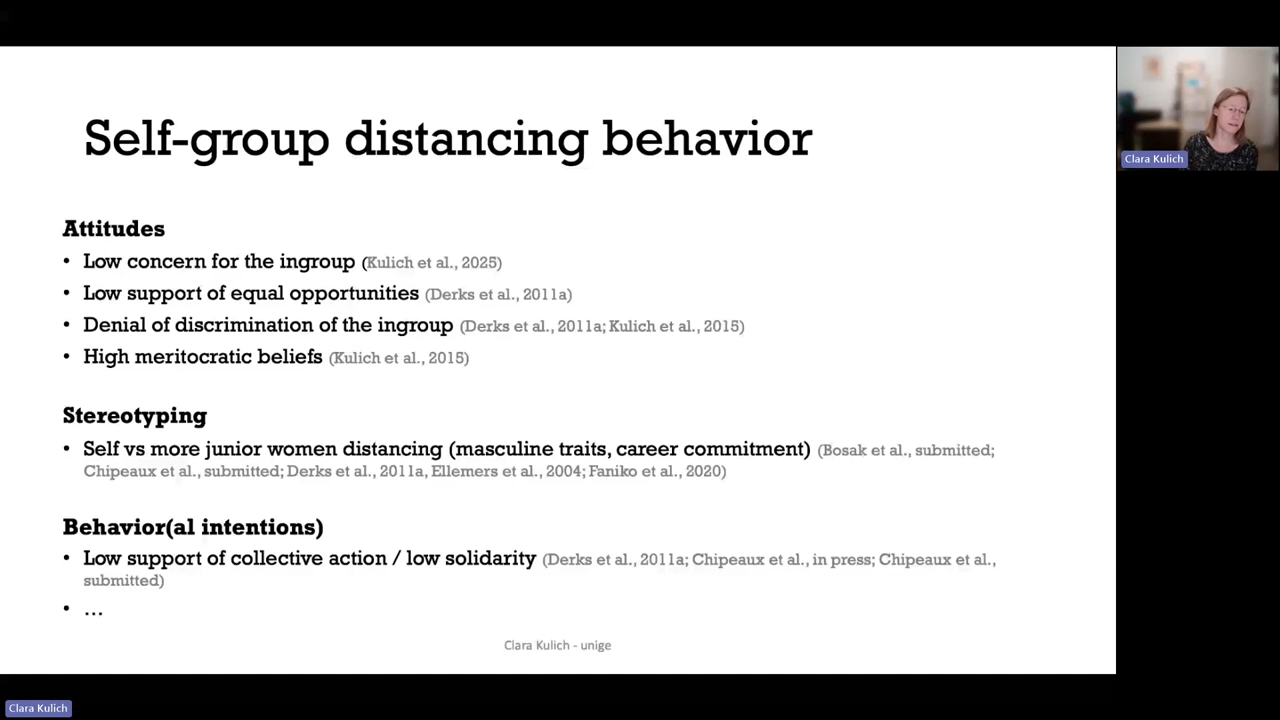 Self-group distancing behavior
Clara Kulich
Attitudes
• Low concern for the ingroup (Kulich et al., 2025)
• Low support of equal opportunities (Derks et al., 2011a)
• Denial of discrimination of the ingroup (Derks et al., 2011a; Kulich et al., 2015)
• High meritocratic beliefs (Kulich et al., 2015)
Stereotyping
• Self vs more junior women distancing (masculine traits, career commitment) (Bosak et al., submitted;
Chipeaux et al., submitted; Derks et al., 2011a, Ellemers et al., 2004; Faniko et al., 2020)
Behavior(al intentions)
• Low support of collective action / low solidarity (Derks et al., 2011a; Chipeaux et al., in press; Chipeaux et al.,
submitted)
• …
Clara Kulich - unige
Clara Kulich